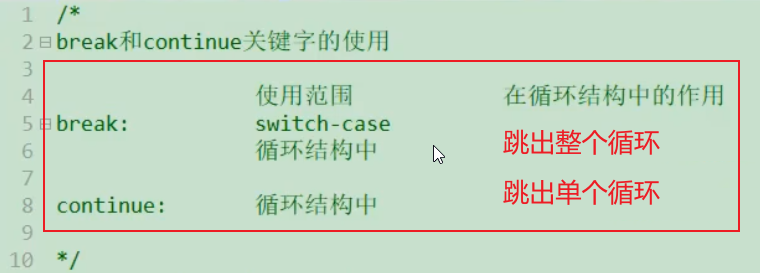 1 /*
2 break和continue关键字的使用
3
4 使用范围 在循环结构中的作用
5 break: switch-case
6 循环结构中 跳出整个循环
7
8 continue: 循环结构中 跳出单个循环
9
10 */